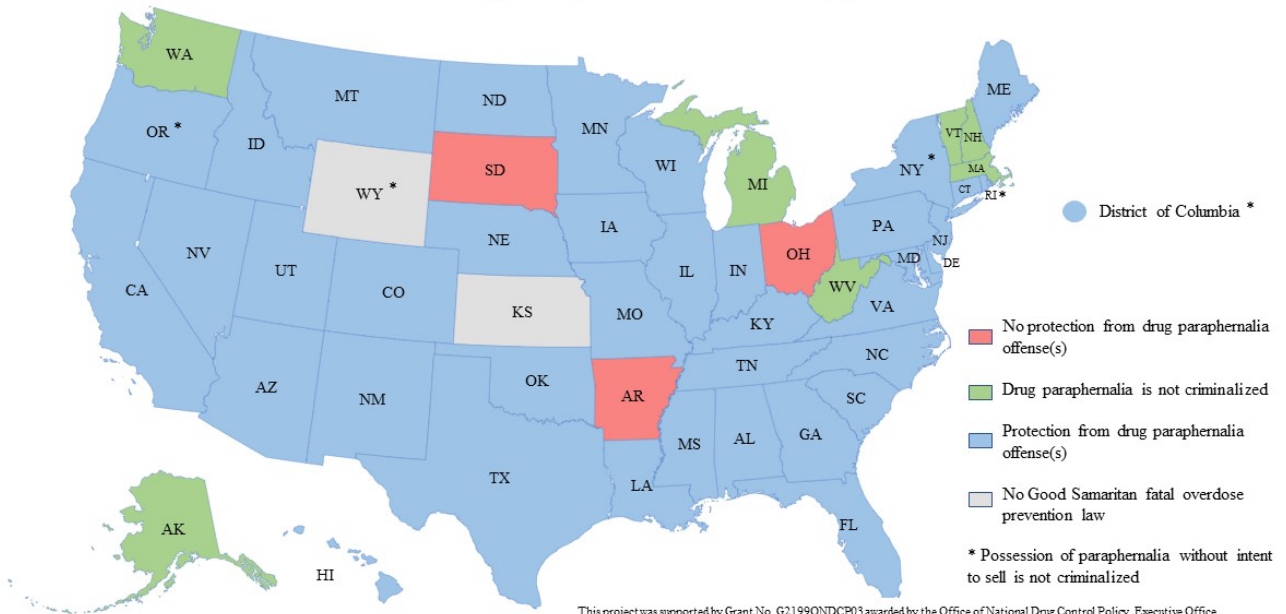 WA
MT
ND
MN
ME
OR *
ID
WY *
SD
WI
MI
NY *
VT
NH
MA
CT
RI *
NV
UT
CO
NE
IA
IL
IN
OH
PA
NJ
MD
DE
WV
VA
CA
KS
MO
KY
AZ
NM
OK
AR
TN
NC
SC
MS
AL
GA
TX
LA
FL
AK
HI
District of Columbia *
No protection from drug paraphernalia
offense(s)
Drug paraphernalia is not criminalized
Protection from drug paraphernalia
offense(s)
No Good Samaritan fatal overdose
prevention law
* Possession of paraphernalia without intent
to sell is not criminalized
This project was supported by Grant No. G2199ONDCP03 awarded by the Office of National Drug Control Policy, Executive Office